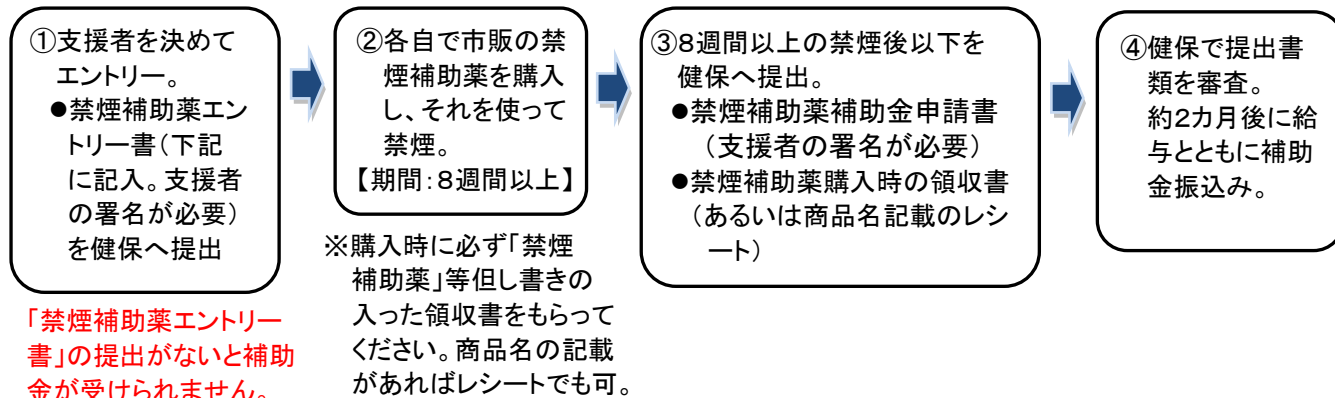 ①支援者を決めて
エントリー。
●禁煙補助薬エン
トリー書（下記
に記入。支援者
の署名が必要）
を健保へ提出
「禁煙補助薬エントリー
書」の提出がないと補助
金が受けられません。
②各自で市販の禁
煙補助薬を購入
し、それを使って
禁煙。
【期間：８週間以上】
※購入時に必ず「禁煙
補助薬」等但し書きの
入った領収書をもらって
ください。商品名の記載
があればレシートでも可。
③８週間以上の禁煙後以下を
健保へ提出。
●禁煙補助薬補助金申請書
（支援者の署名が必要）
●禁煙補助薬購入時の領収書
（あるいは商品名記載のレシ
ート）
④健保で提出書
類を審査。
約２カ月後に給
与とともに補助
金振込み。